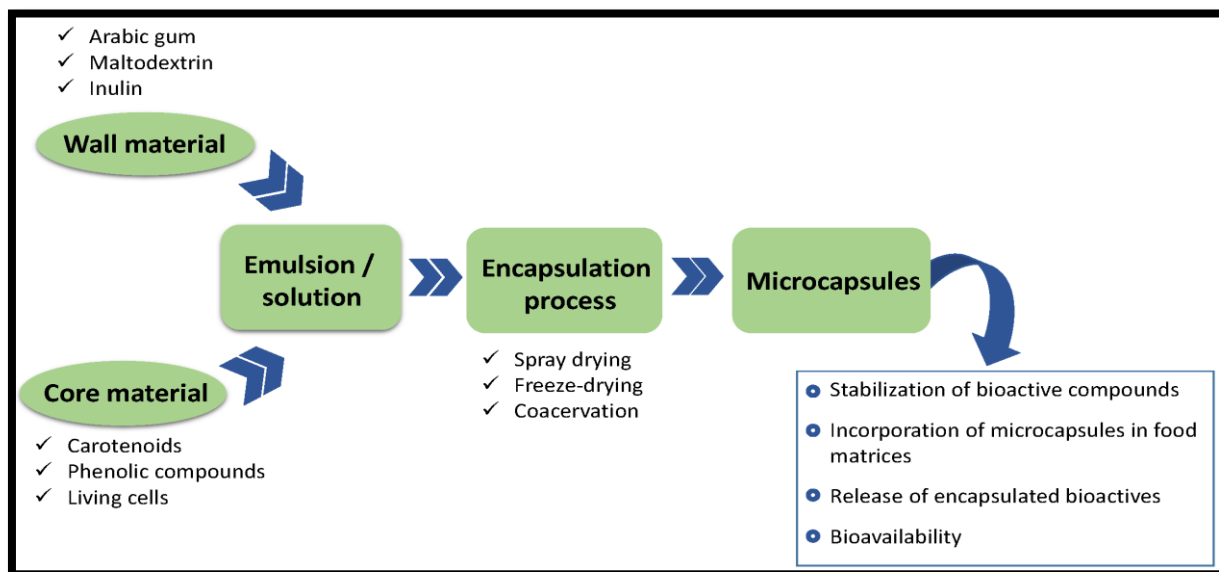 ✓ Arabic gum
✓ Maltodextrin
✓ Inulin
Wall material
Emulsion /
solution
Encapsulation
process
Microcapsules
Core material
✓ Carotenoids
✓ Phenolic compounds
✓ Living cells
✓ Spray drying
✓ Freeze-drying
✓ Coacervation
Stabilization of bioactive compounds
Incorporation of microcapsules in food
matrices
Release of encapsulated bioactives
Bioavailability